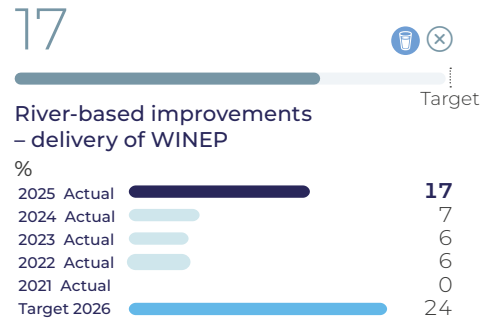 17
Target
River-based improvements
– delivery of WINEP
%
2025 Actual 17
2024 Actual 7
2023 Actual 6
2022 Actual 6
2021 Actual 0
Target 2026 24